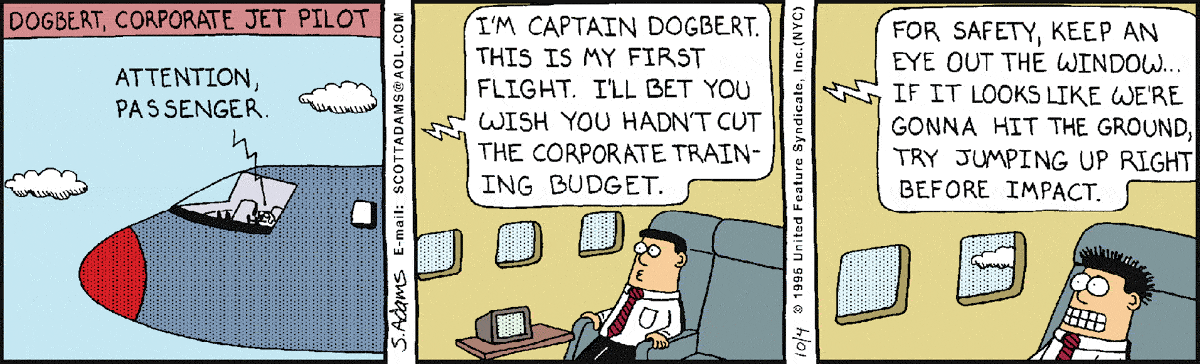 DOGBERT, CORPORATE JET PILOT
ATTENTION,
PASSENGER.
S. Adams E-mail: SCOTTADAMS@AOL.COM
I'M CAPTAIN DOGBERT.
THIS IS MY FIRST
FLIGHT. I'LL BET YOU
WISH YOU HADN'T CUT
THE CORPORATE TRAIN-
ING BUDGET.
10/4 © 1995 United Feature Syndicate, Inc.(NYC)
FOR SAFETY, KEEP AN
EYE OUT THE WINDOW...
IF IT LOOKS LIKE WE'RE
GONNA HIT THE GROUND,
TRY JUMPING UP RIGHT
BEFORE IMPACT.